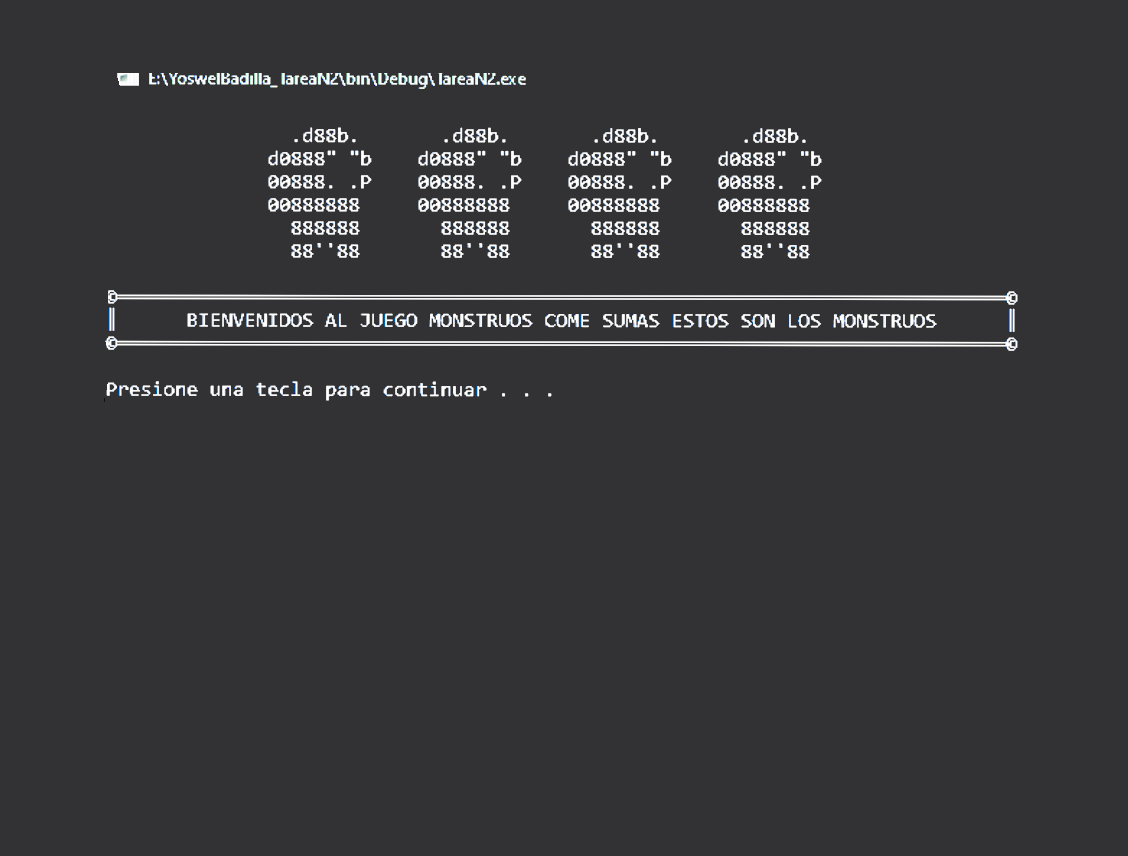 E:\YoswelBadilla_TareaN2\bin\Debug\TareaN2.exe
.d88b. .d88b. .d88b. .d88b.
d0888" "b d0888" "b d0888" "b d0888" "b
00888. .P 00888. .P 00888. .P 00888. .P
00888888 00888888 00888888 00888888
888888 888888 888888 888888
88''88 88''88 88''88 88''88
©══════════════════════════════════════════════════════════════════════════════©
║ BIENVENIDOS AL JUEGO MONSTRUOS COME SUMAS ESTOS SON LOS MONSTRUOS ║
©══════════════════════════════════════════════════════════════════════════════©
Presione una tecla para continuar . . .